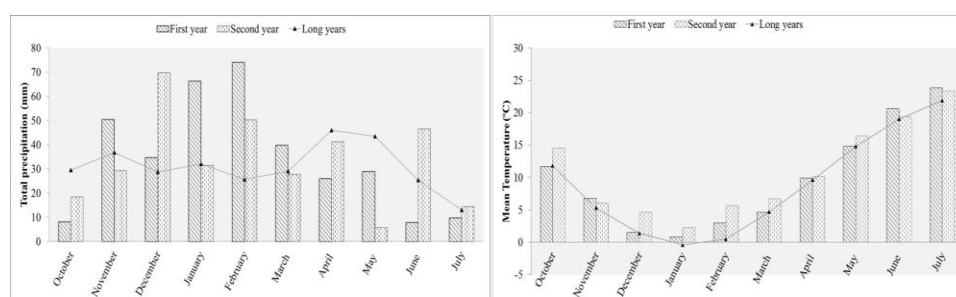 First year Second year Long years
Total precipitation (mm)
80
70
60
50
40
30
20
10
0
October November December January February March April May June July
First year Second year Long years
Mean Temperature (°C)
30
25
20
15
10
5
0
-5
October November December January February March April May June July